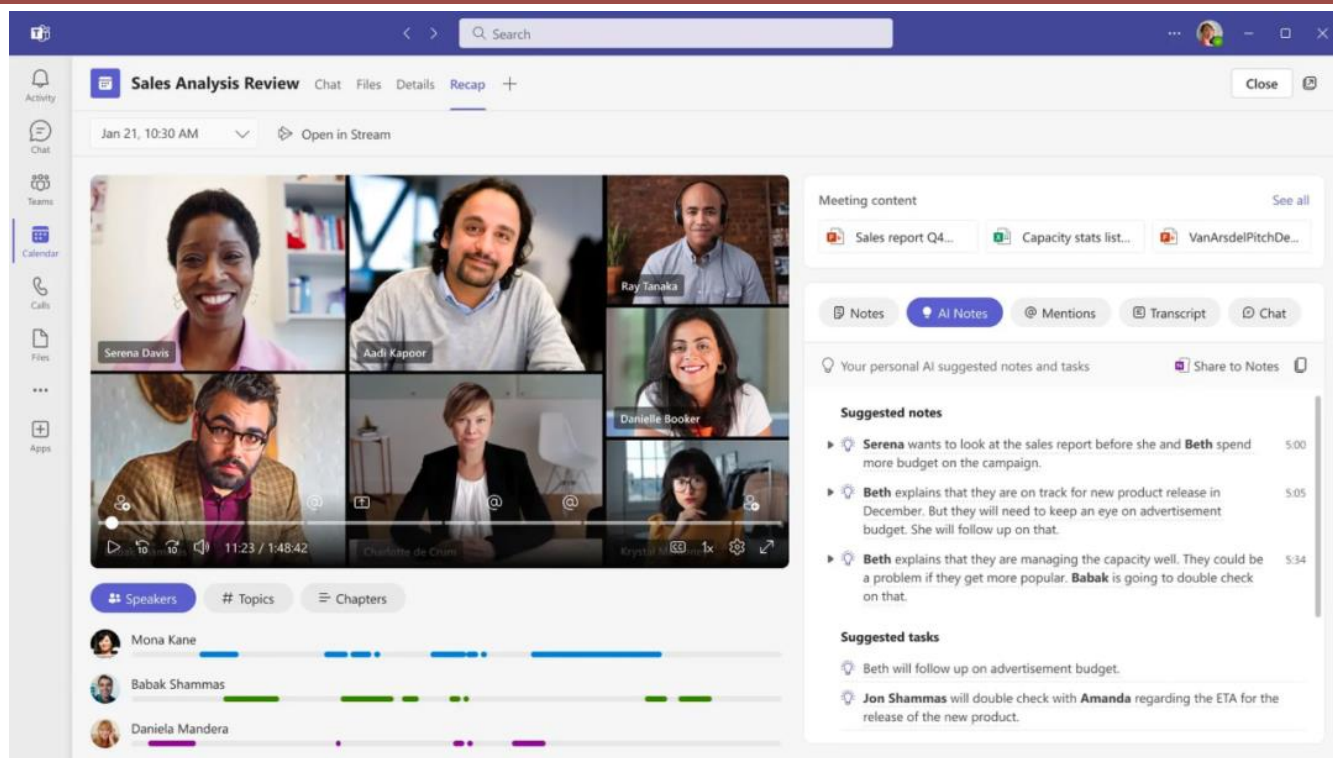 Search
Activity
Chat
Teams
Calendar
Calls
Files
Apps
Sales Analysis Review Chat Files Details Recap
Close
Jan 21, 10:30 AM Open in Stream
Serena Davis
Aadi Kapoor
Ray Tanaka
Danielle Booker
Charlotte de Crum
10 10 11:23 / 1:48:42
CC 1x
Speakers # Topics Chapters
Mona Kane
Babak Shammas
Daniela Mandera
Meeting content See all
Sales report Q4... Capacity stats list... VanArsdelPitchDe...
Notes AI Notes @ Mentions Transcript Chat
Your personal AI suggested notes and tasks Share to Notes
Suggested notes
Serena wants to look at the sales report before she and Beth spend 5:00
more budget on the campaign.
Beth explains that they are on track for new product release in 5:05
December. But they will need to keep an eye on advertisement
budget. She will follow up on that.
Beth explains that they are managing the capacity well. They could be 5:34
a problem if they get more popular. Babak is going to double check
on that.
Suggested tasks
Beth will follow up on advertisement budget.
Jon Shammas will double check with Amanda regarding the ETA for the
release of the new product.